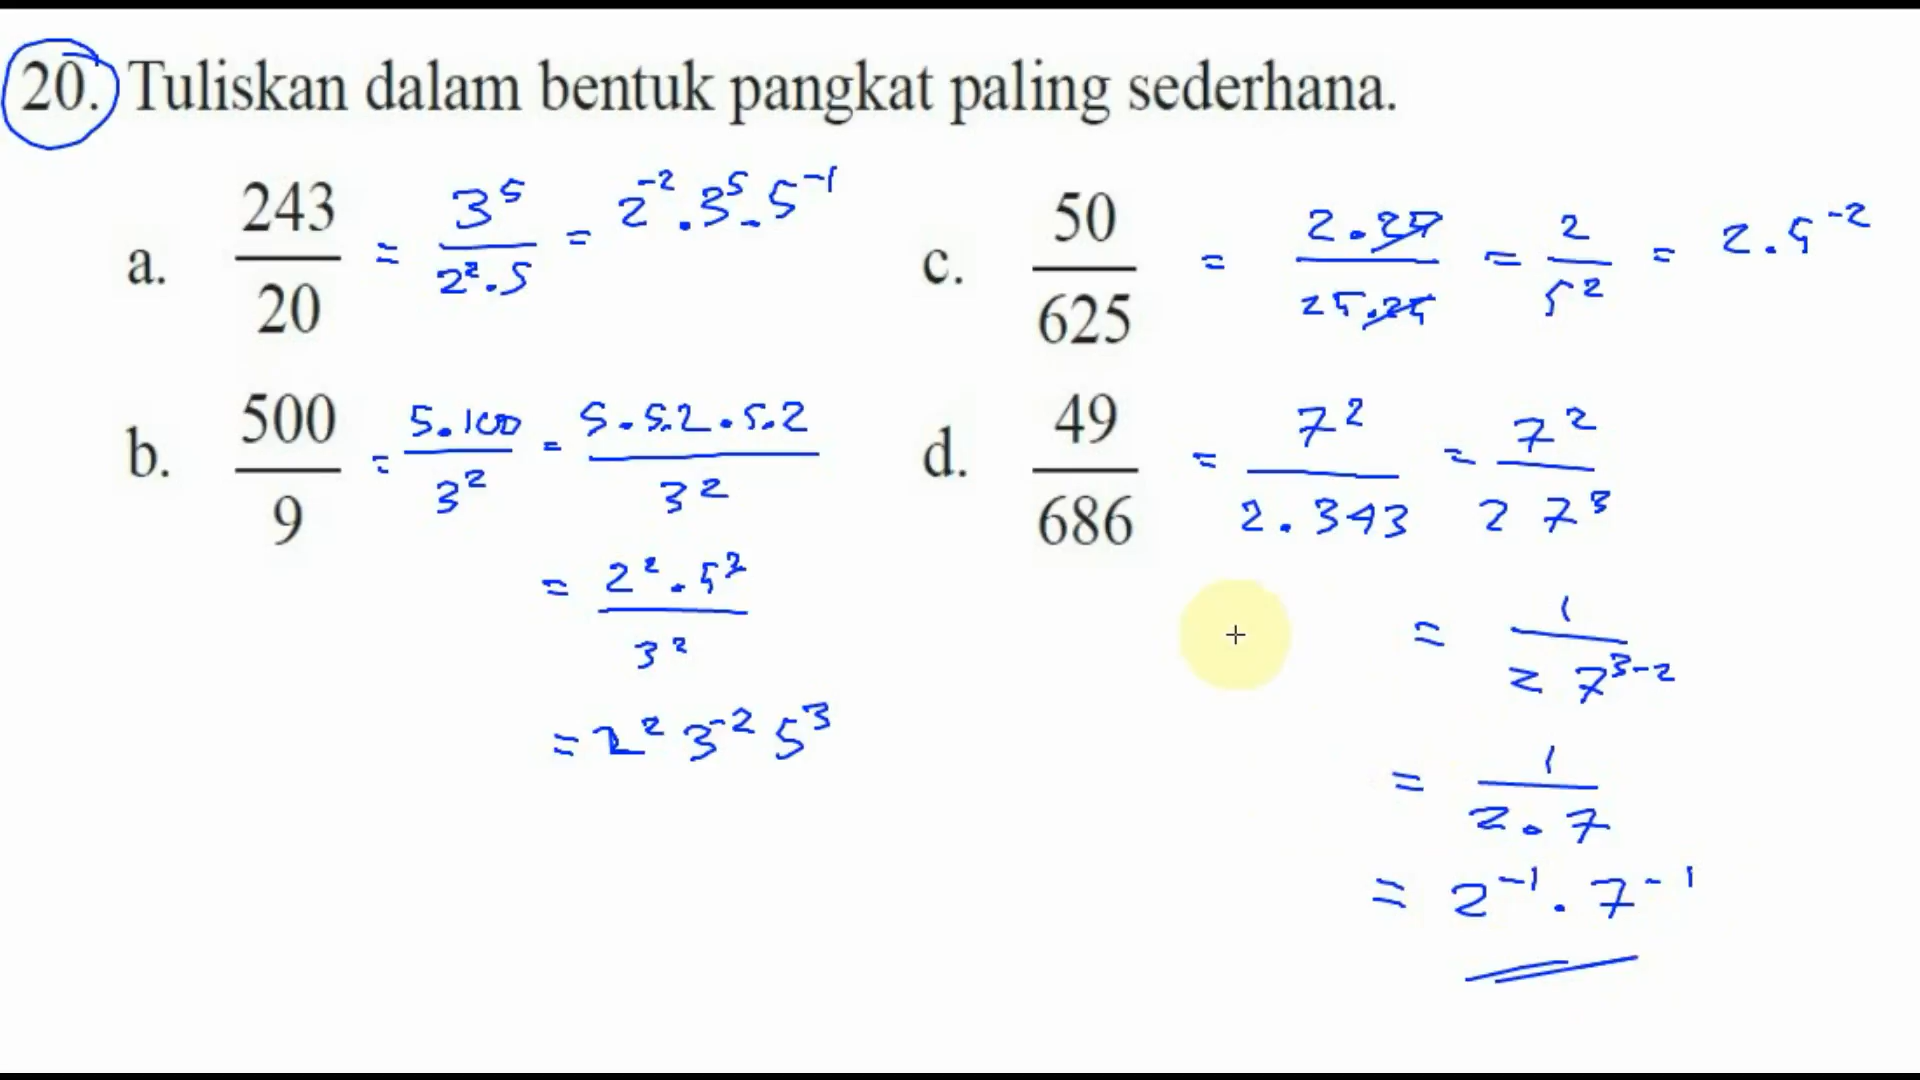 20. Tuliskan dalam bentuk pangkat paling sederhana.
a. 243/20 = 3^5/(2^2 . 5) = 2^-2 . 3^5 . 5^-1
b. 500/9 = 5.100/3^2 = 5.5.2.5.2/3^2
= 2^2 . 5^3/3^2
= 2^2 3^-2 5^3
c. 50/625 = 2.25/25.25 = 2/5^2 = 2.5^-2
d. 49/686 = 7^2/2.343 = 7^2/2 7^3
= 1/2 7^3-2
= 1/2.7
= 2^-1 . 7^-1